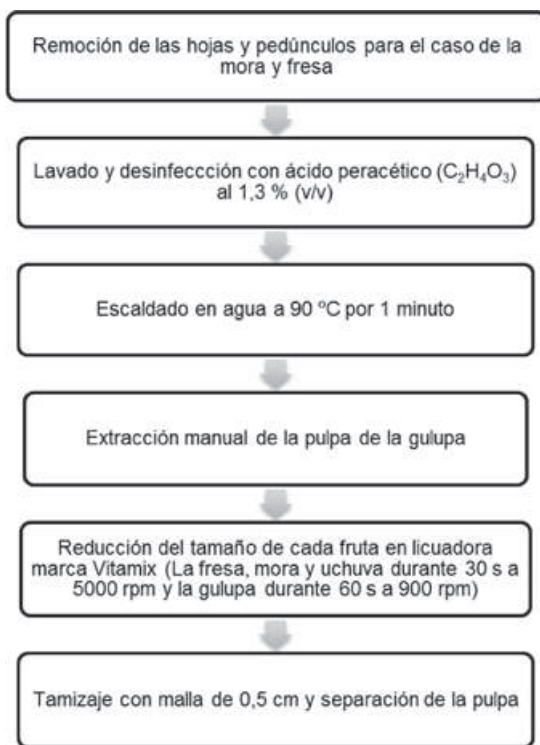 Remoción de las hojas y pedúnculos para el caso de la
mora y fresa
Lavado y desinfeccción con ácido peracético (C₂H₄O₃)
al 1,3 % (v/v)
Escaldado en agua a 90 ºC por 1 minuto
Extracción manual de la pulpa de la gulupa
Reducción del tamaño de cada fruta en licuadora
marca Vitamix (La fresa, mora y uchuva durante 30 s a
5000 rpm y la gulupa durante 60 s a 900 rpm)
Tamizaje con malla de 0,5 cm y separación de la pulpa